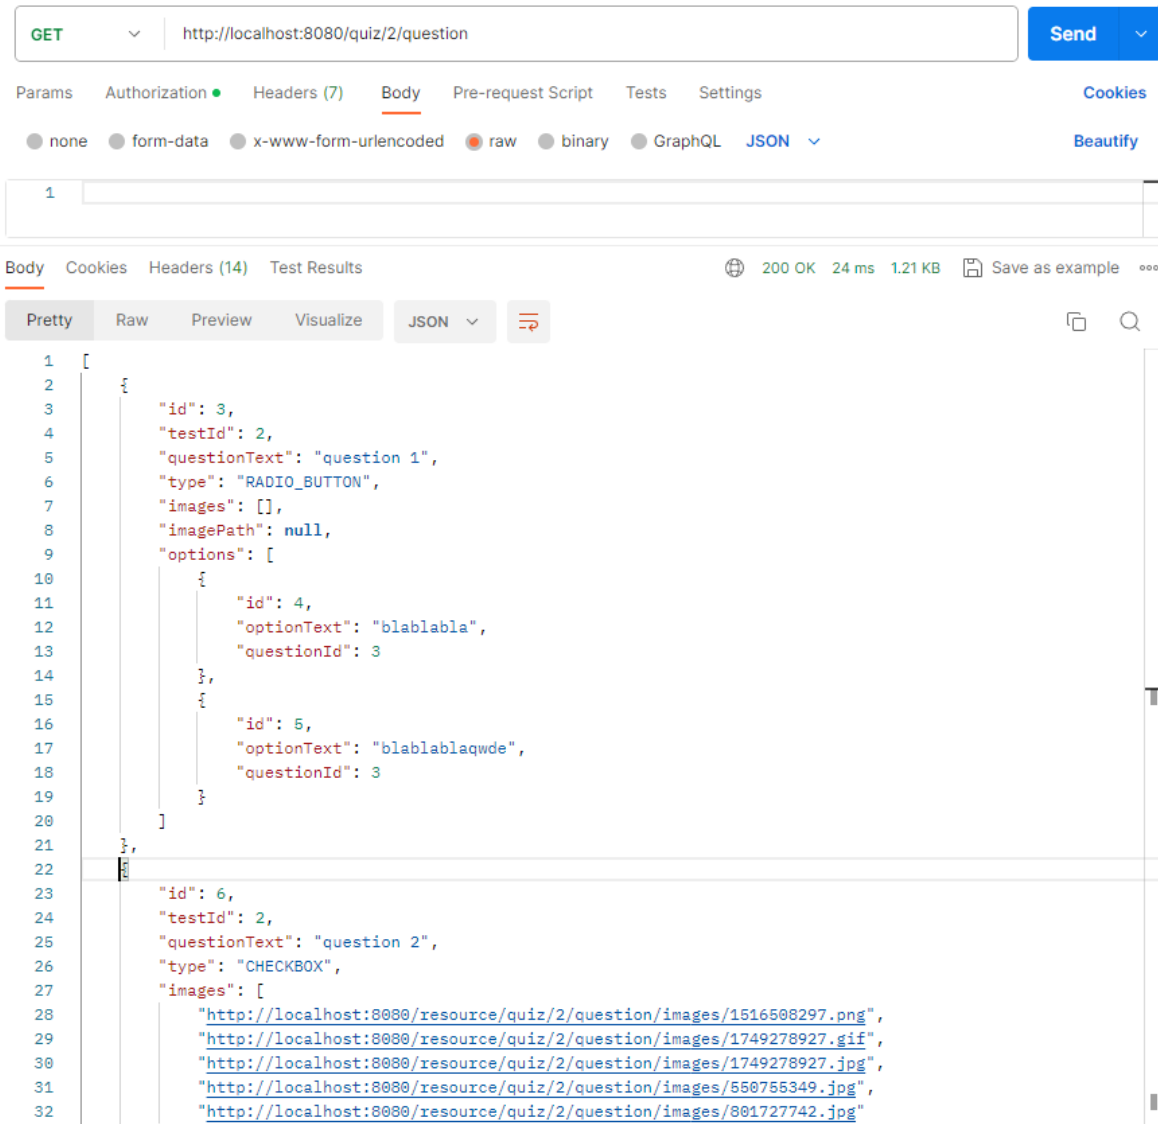 GET http://localhost:8080/quiz/2/question Send
Params Authorization Headers (7) Body Pre-request Script Tests Settings Cookies
none form-data x-www-form-urlencoded raw binary GraphQL JSON Beautify
1
Body Cookies Headers (14) Test Results 200 OK 24 ms 1.21 KB Save as example
Pretty Raw Preview Visualize JSON
1 [
2 {
3 "id": 3,
4 "testId": 2,
5 "questionText": "question 1",
6 "type": "RADIO_BUTTON",
7 "images": [],
8 "imagePath": null,
9 "options": [
10 {
11 "id": 4,
12 "optionText": "blablabla",
13 "questionId": 3
14 },
15 {
16 "id": 5,
17 "optionText": "blablablaqwde",
18 "questionId": 3
19 }
20 ]
21 },
22 {
23 "id": 6,
24 "testId": 2,
25 "questionText": "question 2",
26 "type": "CHECKBOX",
27 "images": [
28 "http://localhost:8080/resource/quiz/2/question/images/1516508297.png",
29 "http://localhost:8080/resource/quiz/2/question/images/1749278927.gif",
30 "http://localhost:8080/resource/quiz/2/question/images/1749278927.jpg",
31 "http://localhost:8080/resource/quiz/2/question/images/550755349.jpg",
32 "http://localhost:8080/resource/quiz/2/question/images/801727742.jpg"